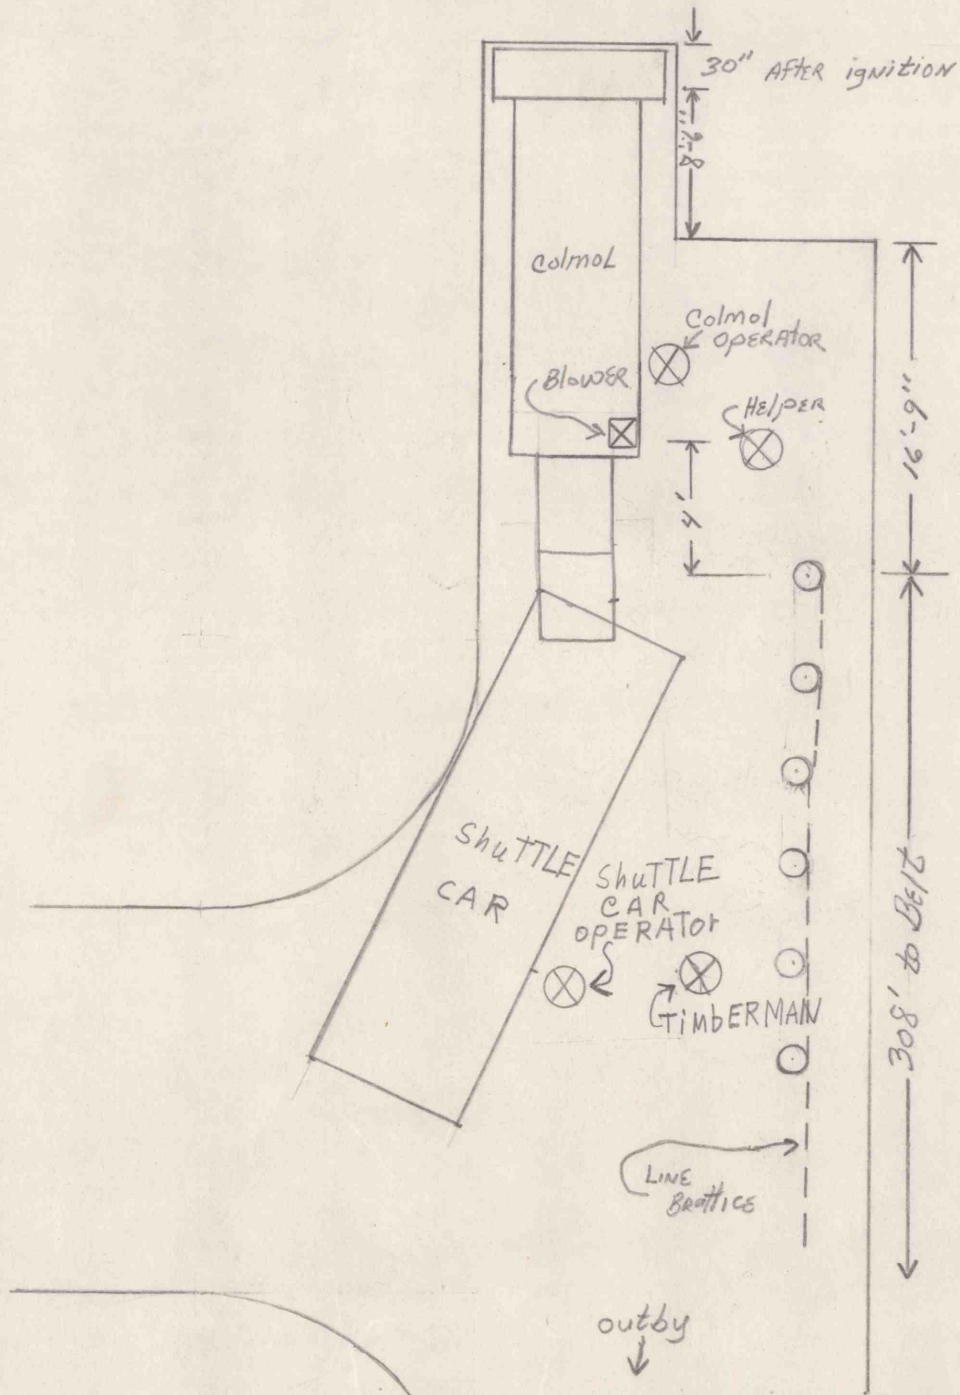 30" AFTER ignition
8'-2"
Colmol
Colmol
OPERATOR
BLOWER
HELPER
16'-9"
4'
ShuTTLE
CAR
ShuTTLE
CAR
OPERATOr
TiMbERMAN
308' to BElt
LINE
BRattICE
outby